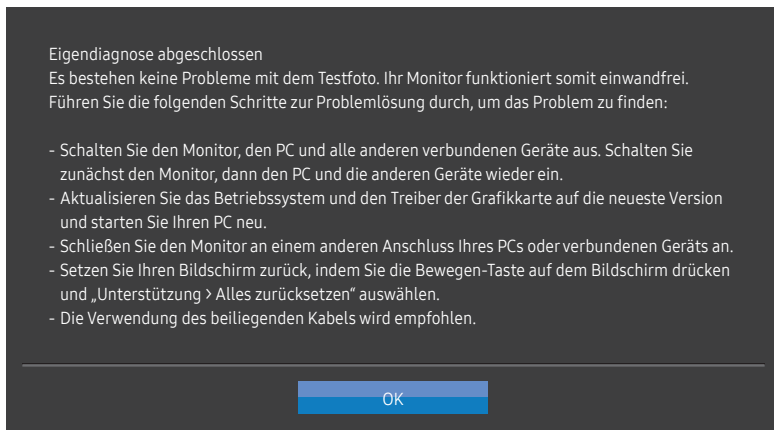 Eigendiagnose abgeschlossen
Es bestehen keine Probleme mit dem Testfoto. Ihr Monitor funktioniert somit einwandfrei.
Führen Sie die folgenden Schritte zur Problemlösung durch, um das Problem zu finden:
- Schalten Sie den Monitor, den PC und alle anderen verbundenen Geräte aus. Schalten Sie
zunächst den Monitor, dann den PC und die anderen Geräte wieder ein.
- Aktualisieren Sie das Betriebssystem und den Treiber der Grafikkarte auf die neueste Version
und starten Sie Ihren PC neu.
- Schließen Sie den Monitor an einem anderen Anschluss Ihres PCs oder verbundenen Geräts an.
- Setzen Sie Ihren Bildschirm zurück, indem Sie die Bewegen-Taste auf dem Bildschirm drücken
und „Unterstützung > Alles zurücksetzen“ auswählen.
- Die Verwendung des beiliegenden Kabels wird empfohlen.
OK